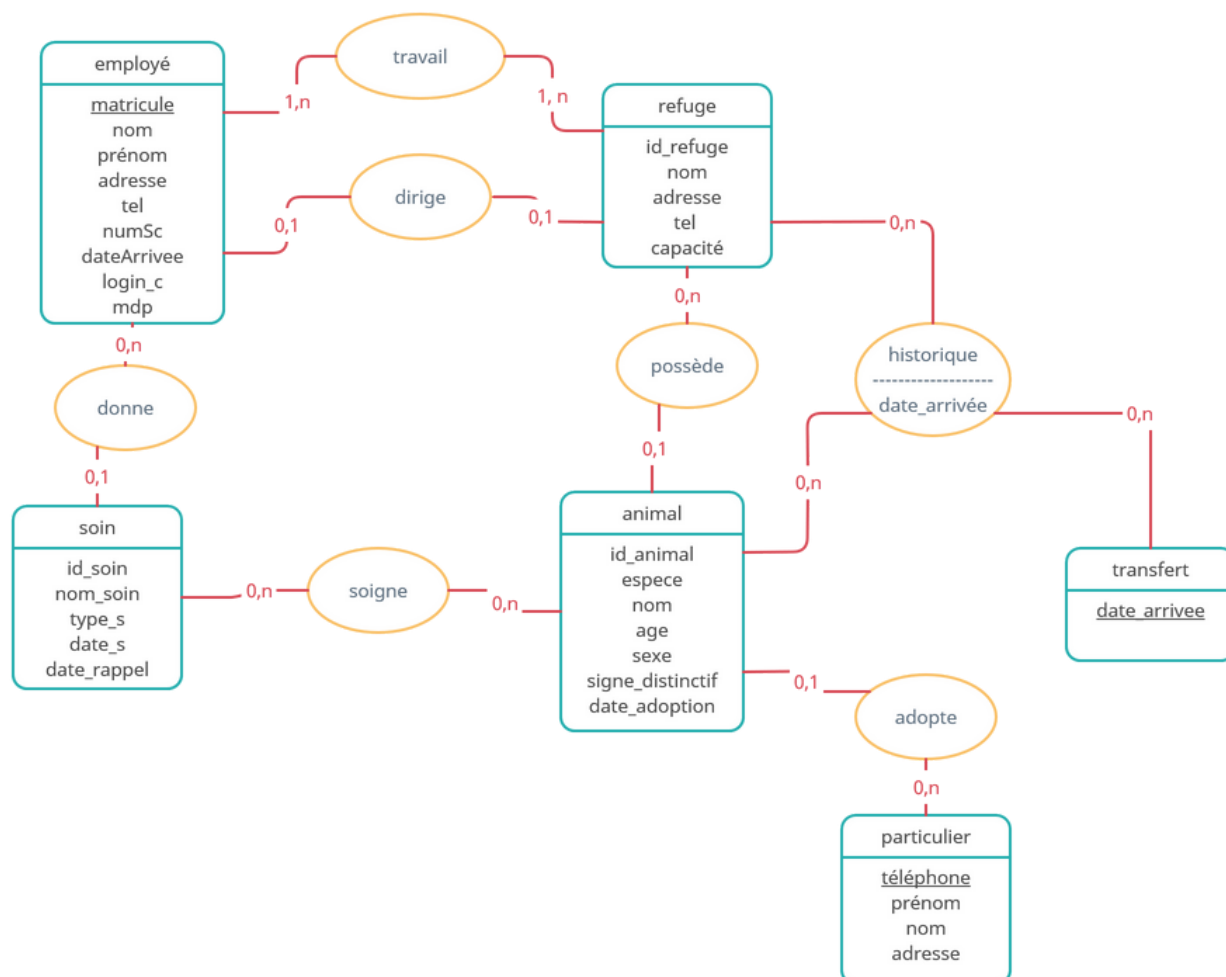 travail
employé
matricule
nom
prénom
adresse
tel
numSc
dateArrivee
login_c
mdp
1,n
1, n
refuge
id_refuge
nom
adresse
tel
capacité
dirige
0,1
0,1
0,n
0,n
0,n
donne
possède
historique
--------------------
date_arrivée
0,n
0,1
0,1
0,n
soin
id_soin
nom_soin
type_s
date_s
date_rappel
0,n
soigne
0,n
animal
id_animal
espece
nom
age
sexe
signe_distinctif
date_adoption
transfert
date_arrivee
0,1
adopte
0,n
particulier
téléphone
prénom
nom
adresse